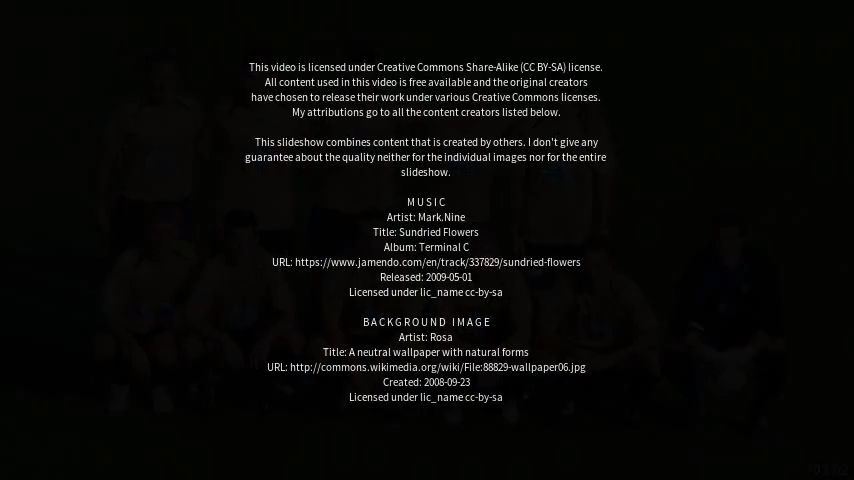 This video is licensed under Creative Commons Share-Alike (CC BY-SA) license.
All content used in this video is free available and the original creators
have chosen to release their work under various Creative Commons licenses.
My attributions go to all the content creators listed below.
This slideshow combines content that is created by others. I don't give any
guarantee about the quality neither for the individual images nor for the entire
slideshow.
MUSIC
Artist: Mark.Nine
Title: Sundried Flowers
Album: Terminal C
URL: https://www.jamendo.com/en/track/337829/sundried-flowers
Released: 2009-05-01
Licensed under lic_name cc-by-sa
BACKGROUND IMAGE
Artist: Rosa
Title: A neutral wallpaper with natural forms
URL: http://commons.wikimedia.org/wiki/File:88829-wallpaper06.jpg
Created: 2008-09-23
Licensed under lic_name cc-by-sa